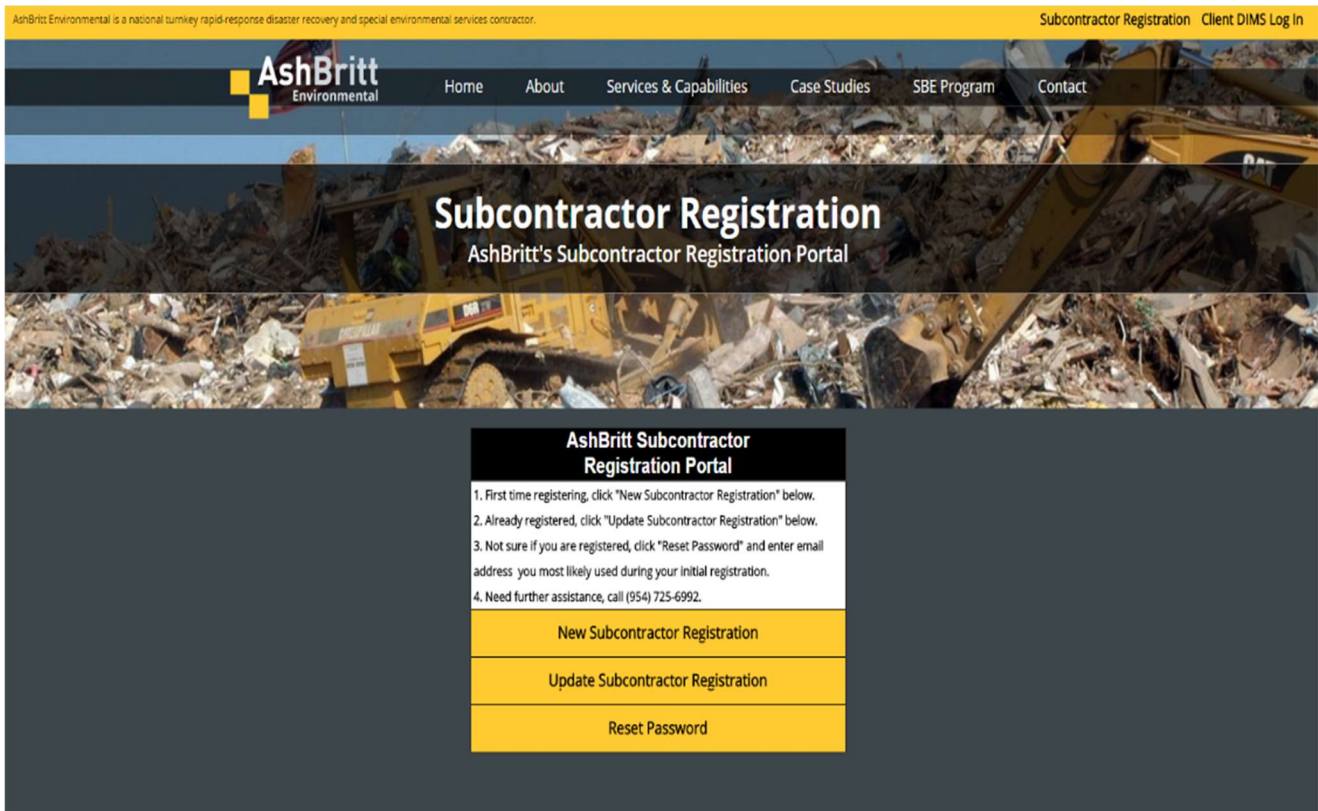 AshBritt Environmental is a national turnkey rapid-response disaster recovery and special environmental services contractor.
Subcontractor Registration Client DIMS Log In
AshBritt
Environmental
Home About Services & Capabilities Case Studies SBE Program Contact
CAT
Subcontractor Registration
AshBritt's Subcontractor Registration Portal
D6R
CATERPILLAR
AshBritt Subcontractor
Registration Portal
1. First time registering, click "New Subcontractor Registration" below.
2. Already registered, click "Update Subcontractor Registration" below.
3. Not sure if you are registered, click "Reset Password" and enter email
address you most likely used during your initial registration.
4. Need further assistance, call (954) 725-6992.
New Subcontractor Registration
Update Subcontractor Registration
Reset Password